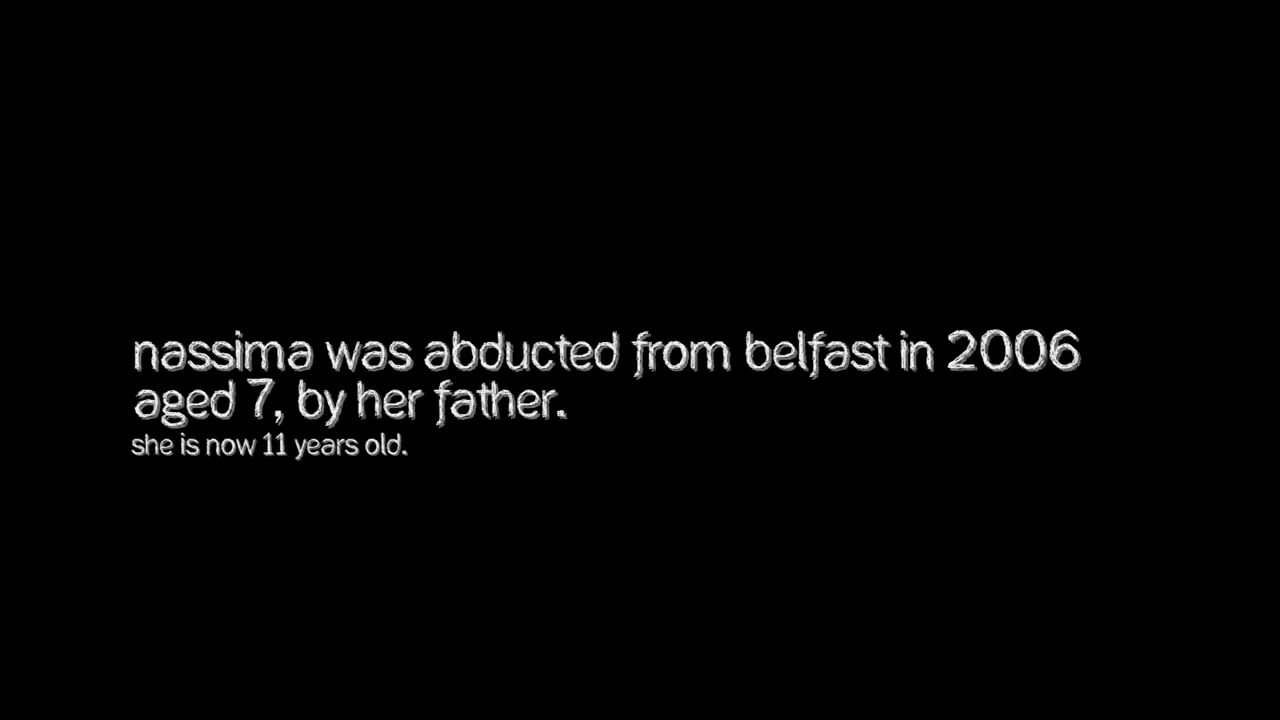 nassima was abducted from belfast in 2006
aged 7, by her father.
she is now 11 years old.